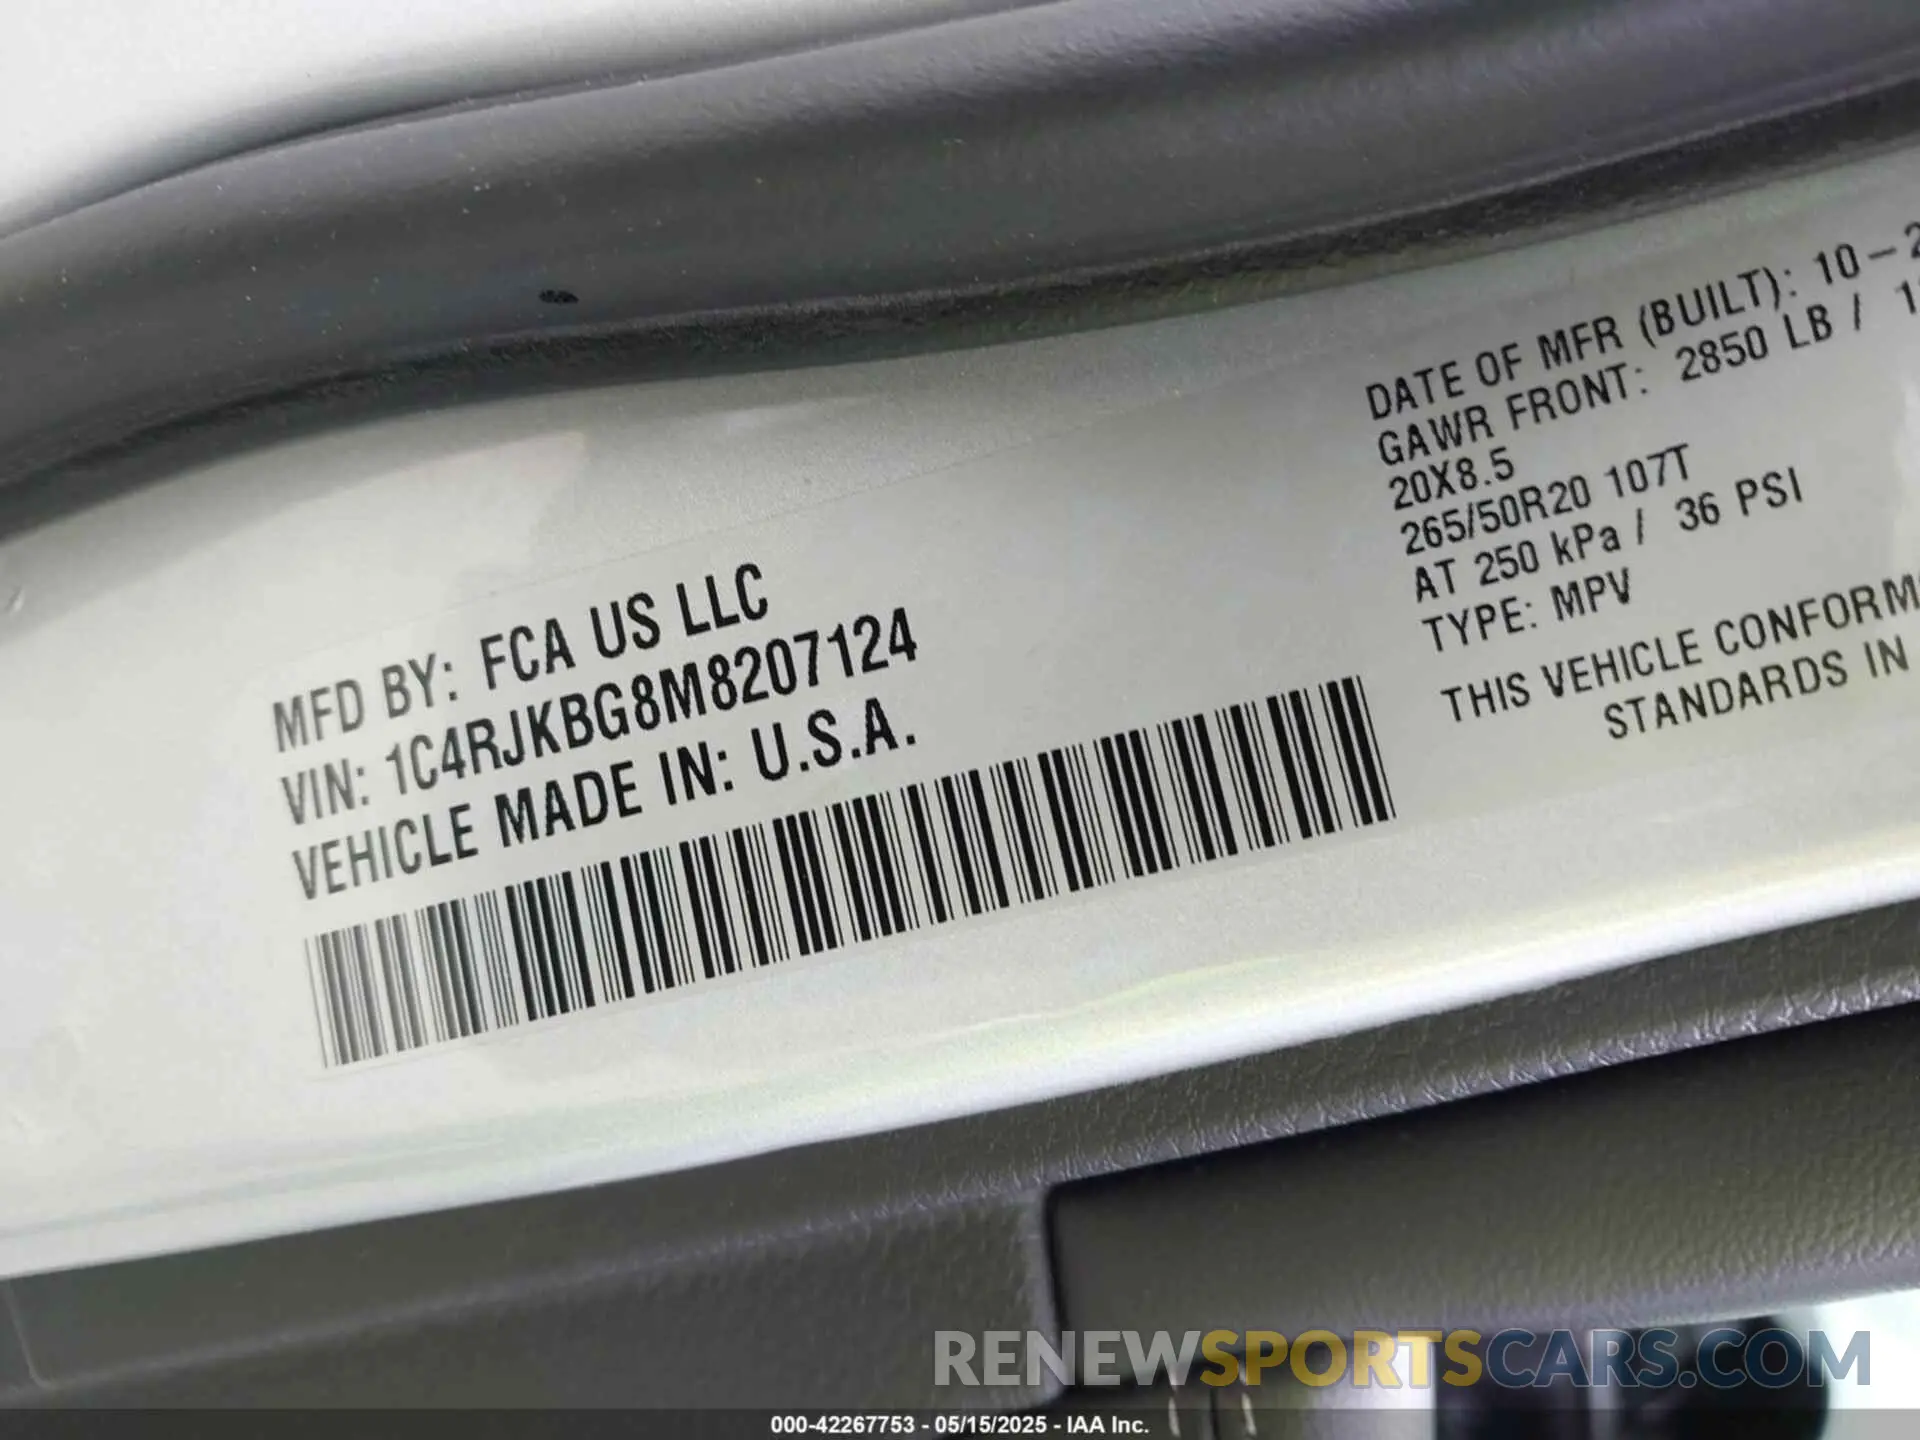 MFD BY: FCA US LLC
VIN: 1C4RJKBG8M8207124
VEHICLE MADE IN: U.S.A.
DATE OF MFR (BUILT): 10-2
GAWR FRONT: 2850 LB / 1
20X8.5
265/50R20 107T
AT 250 kPa / 36 PSI
TYPE: MPV
THIS VEHICLE CONFORM
STANDARDS IN
RENEWSPORTSCARS.COM
000-42267753 - 05/15/2025 - IAA Inc.